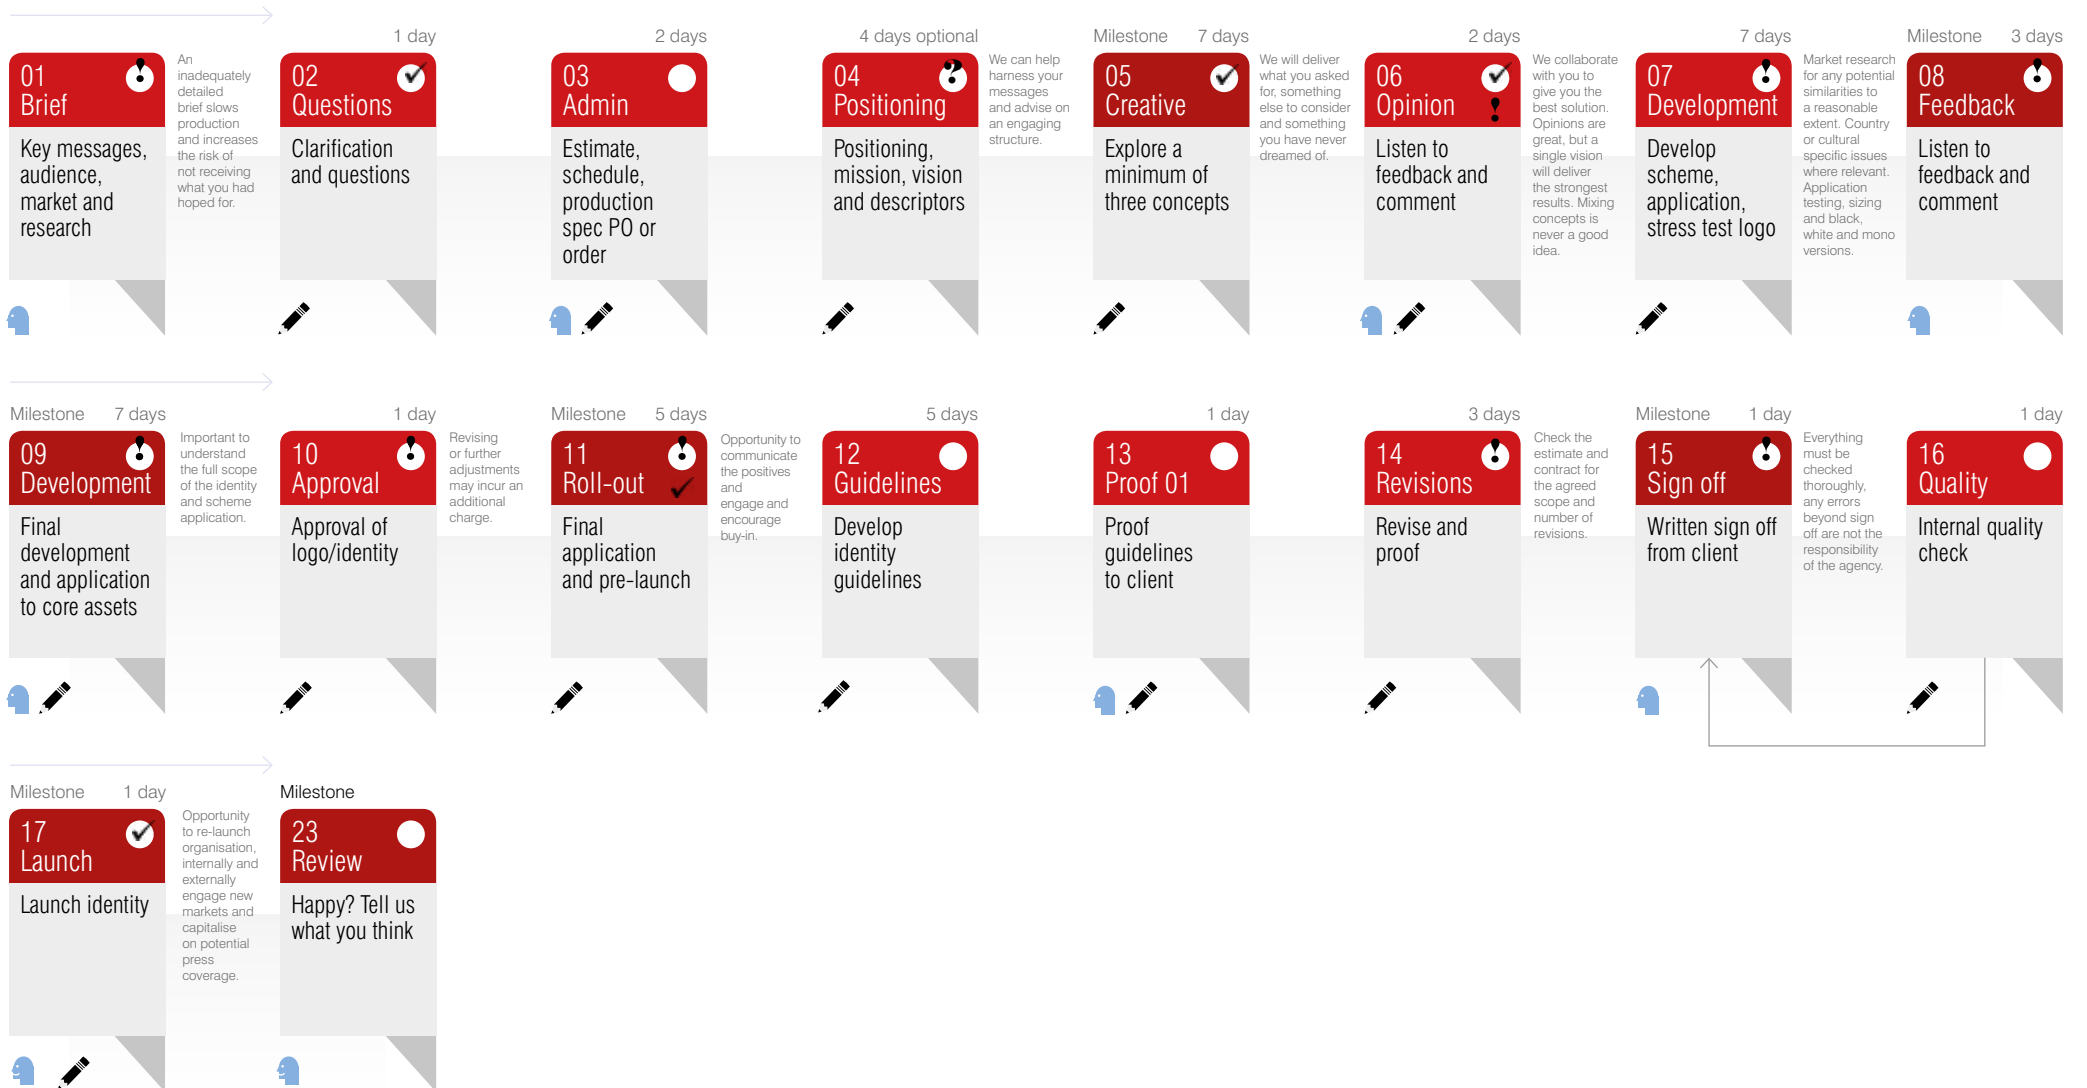 1 day
2 days
4 days optional
Milestone 7 days
2 days
7 days
Milestone 3 days
01
Brief
Key messages,
audience,
market and
research
An
inadequately
detailed
brief slows
production
and increases
the risk of
not receiving
what you had
hoped for.
02
Questions
Clarification
and questions
03
Admin
Estimate,
schedule,
production
spec PO or
order
04
Positioning
Positioning,
mission, vision
and descriptors
We can help
harness your
messages
and advise on
an engaging
structure.
05
Creative
Explore a
minimum of
three concepts
We will deliver
what you asked
for, something
else to consider
and something
you have never
dreamed of.
06
Opinion
Listen to
feedback and
comment
We collaborate
with you to
give you the
best solution.
Opinions are
great, but a
single vision
will deliver
the strongest
results. Mixing
concepts is
never a good
idea.
07
Development
Develop
scheme,
application,
stress test logo
Market research
for any potential
similarities to
a reasonable
extent. Country
or cultural
specific issues
where relevant.
Application
testing, sizing
and black,
white and mono
versions.
08
Feedback
Listen to
feedback and
comment
Milestone 7 days
1 day
Milestone 5 days
5 days
1 day
3 days
Milestone 1 day
1 day
09
Development
Final
development
and application
to core assets
Important to
understand
the full scope
of the identity
and scheme
application.
10
Approval
Approval of
logo/identity
Revising
or further
adjustments
may incur an
additional
charge.
11
Roll-out
Final
application
and pre-launch
Opportunity to
communicate
the positives
and
engage and
encourage
buy-in.
12
Guidelines
Develop
identity
guidelines
13
Proof 01
Proof
guidelines
to client
14
Revisions
Revise and
proof
Check the
estimate and
contract for
the agreed
scope and
number of
revisions.
15
Sign off
Written sign off
from client
Everything
must be
checked
thoroughly,
any errors
beyond sign
off are not the
responsibility
of the agency.
16
Quality
Internal quality
check
Milestone 1 day
Milestone
17
Launch
Launch identity
Opportunity
to re-launch
organisation,
internally and
externally
engage new
markets and
capitalise
on potential
press
coverage.
23
Review
Happy? Tell us
what you think